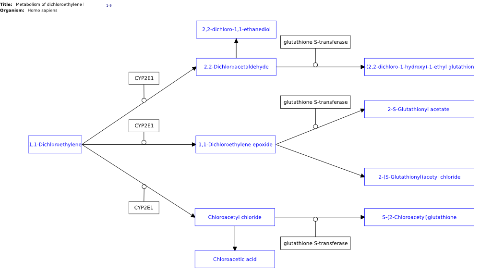 Title: Metabolism of dichloroethylene
Organism: Homo sapiens
2,2-dichloro-1,1-ethanediol
glutathione S-transferase
2,2-Dichloroacetaldehyde
(2,2-dichloro-1-hydroxy)-1-ethyl glutathion
CYP2E1
glutathione S-transferase
2-S-Glutathionyl acetate
CYP2E1
1,1-Dichloroethylene
1,1-Dichloroethylene epoxide
2-(S-Glutathionyl)acetyl chloride
CYP2E1
Chloroacetyl chloride
S-(2-Chloroacetyl)glutathione
glutathione S-transferase
Chloroacetic acid